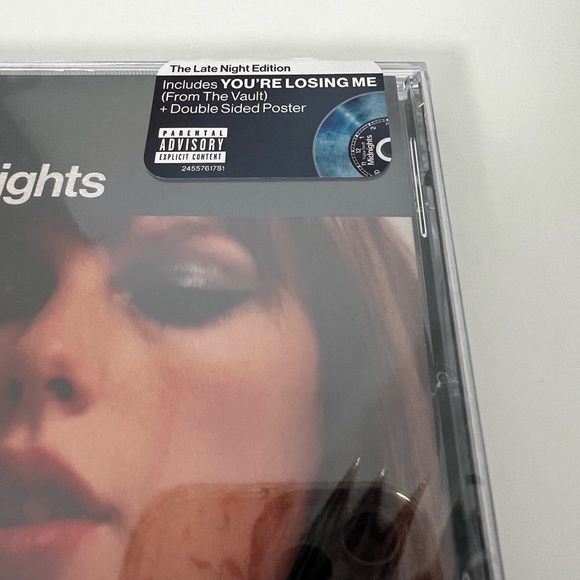 The Late Night Edition
Includes YOU'RE LOSING ME
(From The Vault)
+ Double Sided Poster
PARENTAL
ADVISORY
EXPLICIT CONTENT
2455761781
Midnights
ights